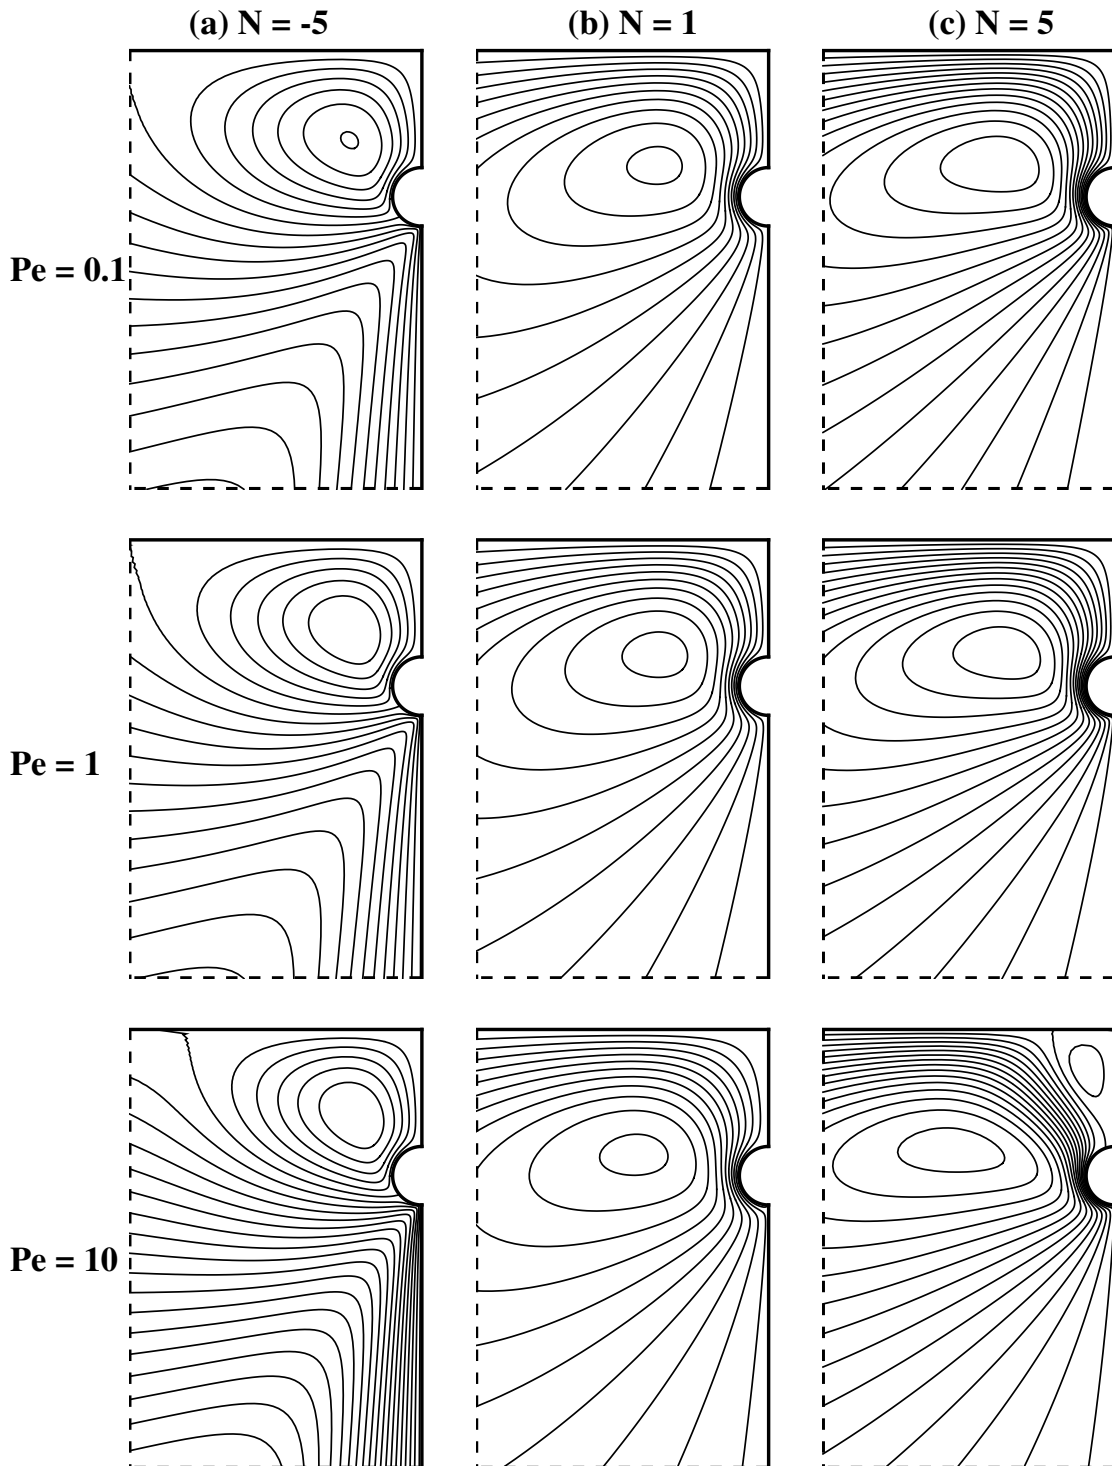 (a) N = -5
(b) N = 1
(c) N = 5
Pe = 0.1
Pe = 1
Pe = 10